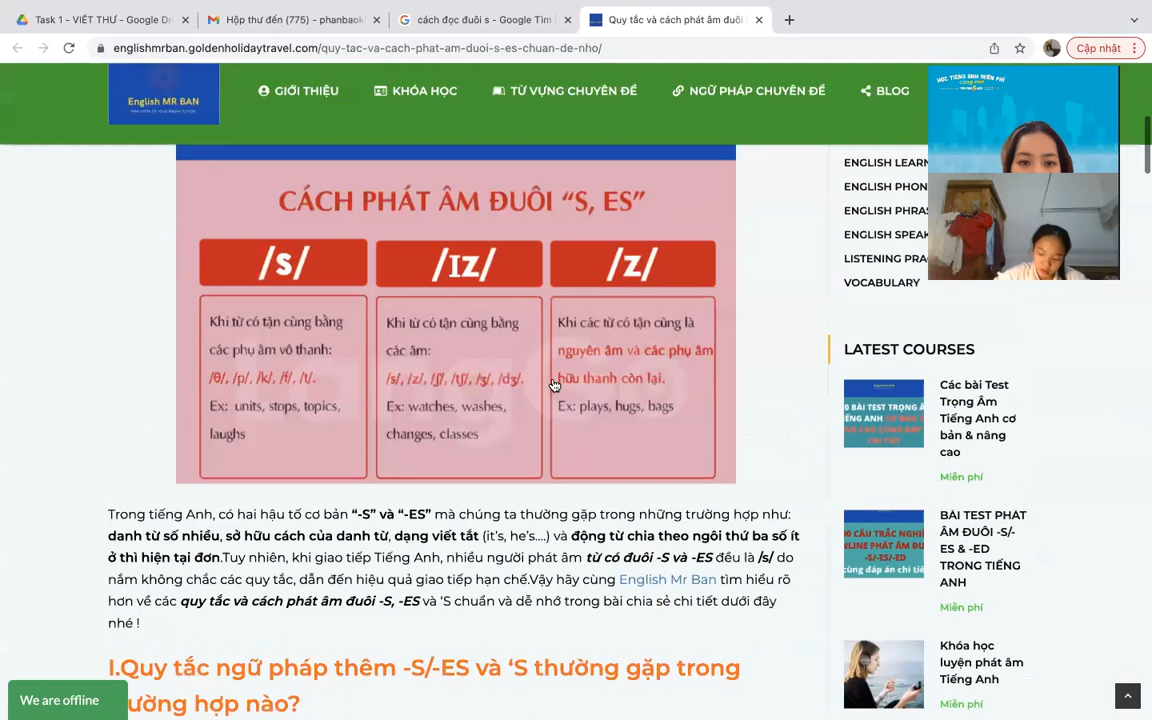 Task 1 - VIẾT THƯ - Google Dri
Hộp thư đến (775) - phanbaok
cách đọc đuôi s - Google Tìm
Quy tắc và cách phát âm đuôi
englishmrban.goldenholidaytravel.com/quy-tac-va-cach-phat-am-duoi-s-es-chuan-de-nho/
Cập nhật
English MR BAN
GIỚI THIỆU
KHÓA HỌC
TỪ VỰNG CHUYÊN ĐỀ
NGỮ PHÁP CHUYÊN ĐỀ
BLOG
HỌC TIẾNG ANH MIỄN PHÍ
CÁCH PHÁT ÂM ĐUÔI “S, ES”
/s/
Khi từ có tận cùng bằng
các phụ âm vô thanh:
/θ/, /p/, /k/, /f/, /t/.
Ex: units, stops, topics,
laughs
/ɪz/
Khi từ có tận cùng bằng
các âm:
/s/, /z/, /ʃ/, /tʃ/, /ʒ/, /dʒ/.
Ex: watches, washes,
changes, classes
/z/
Khi các từ có tận cùng là
nguyên âm và các phụ âm
hữu thanh còn lại.
Ex: plays, hugs, bags
Trong tiếng Anh, có hai hậu tố cơ bản “-S” và “-ES” mà chúng ta thường gặp trong những trường hợp như:
danh từ số nhiều, sở hữu cách của danh từ, dạng viết tắt (it’s, he’s....) và động từ chia theo ngôi thứ ba số ít
ở thì hiện tại đơn.Tuy nhiên, khi giao tiếp Tiếng Anh, nhiều người phát âm từ có đuôi -S và -ES đều là /s/ do
nắm không chắc các quy tắc, dẫn đến hiệu quả giao tiếp hạn chế.Vậy hãy cùng English Mr Ban tìm hiểu rõ
hơn về các quy tắc và cách phát âm đuôi -S, -ES và ‘S chuẩn và dễ nhớ trong bài chia sẻ chi tiết dưới đây
nhé !
I.Quy tắc ngữ pháp thêm -S/-ES và ‘S thường gặp trong
trường hợp nào?
We are offline
ENGLISH LEARN
ENGLISH PHON
ENGLISH PHRAS
ENGLISH SPEAK
LISTENING PRA
VOCABULARY
LATEST COURSES
Các bài Test
Trọng Âm
Tiếng Anh cơ
bản & nâng
cao
Miễn phí
BÀI TEST PHÁT
ÂM ĐUÔI -S/-
ES & -ED
TRONG TIẾNG
ANH
Miễn phí
Khóa học
luyện phát âm
Tiếng Anh
Miễn phí